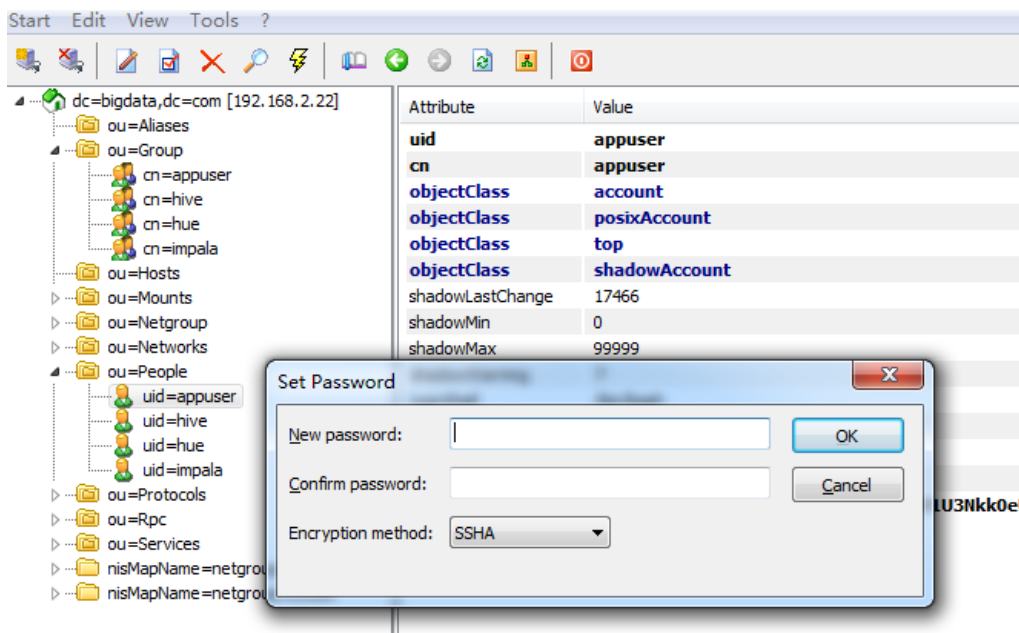 Start Edit View Tools ?
dc=bigdata,dc=com [192.168.2.22]
ou=Aliases
ou=Group
cn=appuser
cn=hive
cn=hue
cn=impala
ou=Hosts
ou=Mounts
ou=Netgroup
ou=Networks
ou=People
uid=appuser
uid=hive
uid=hue
uid=impala
ou=Protocols
ou=Rpc
ou=Services
nisMapName=netgrou
nisMapName=netgrou
Attribute Value
uid appuser
cn appuser
objectClass account
objectClass posixAccount
objectClass top
objectClass shadowAccount
shadowLastChange 17466
shadowMin 0
shadowMax 99999
Set Password
New password: OK
Confirm password: Cancel
Encryption method: SSHA